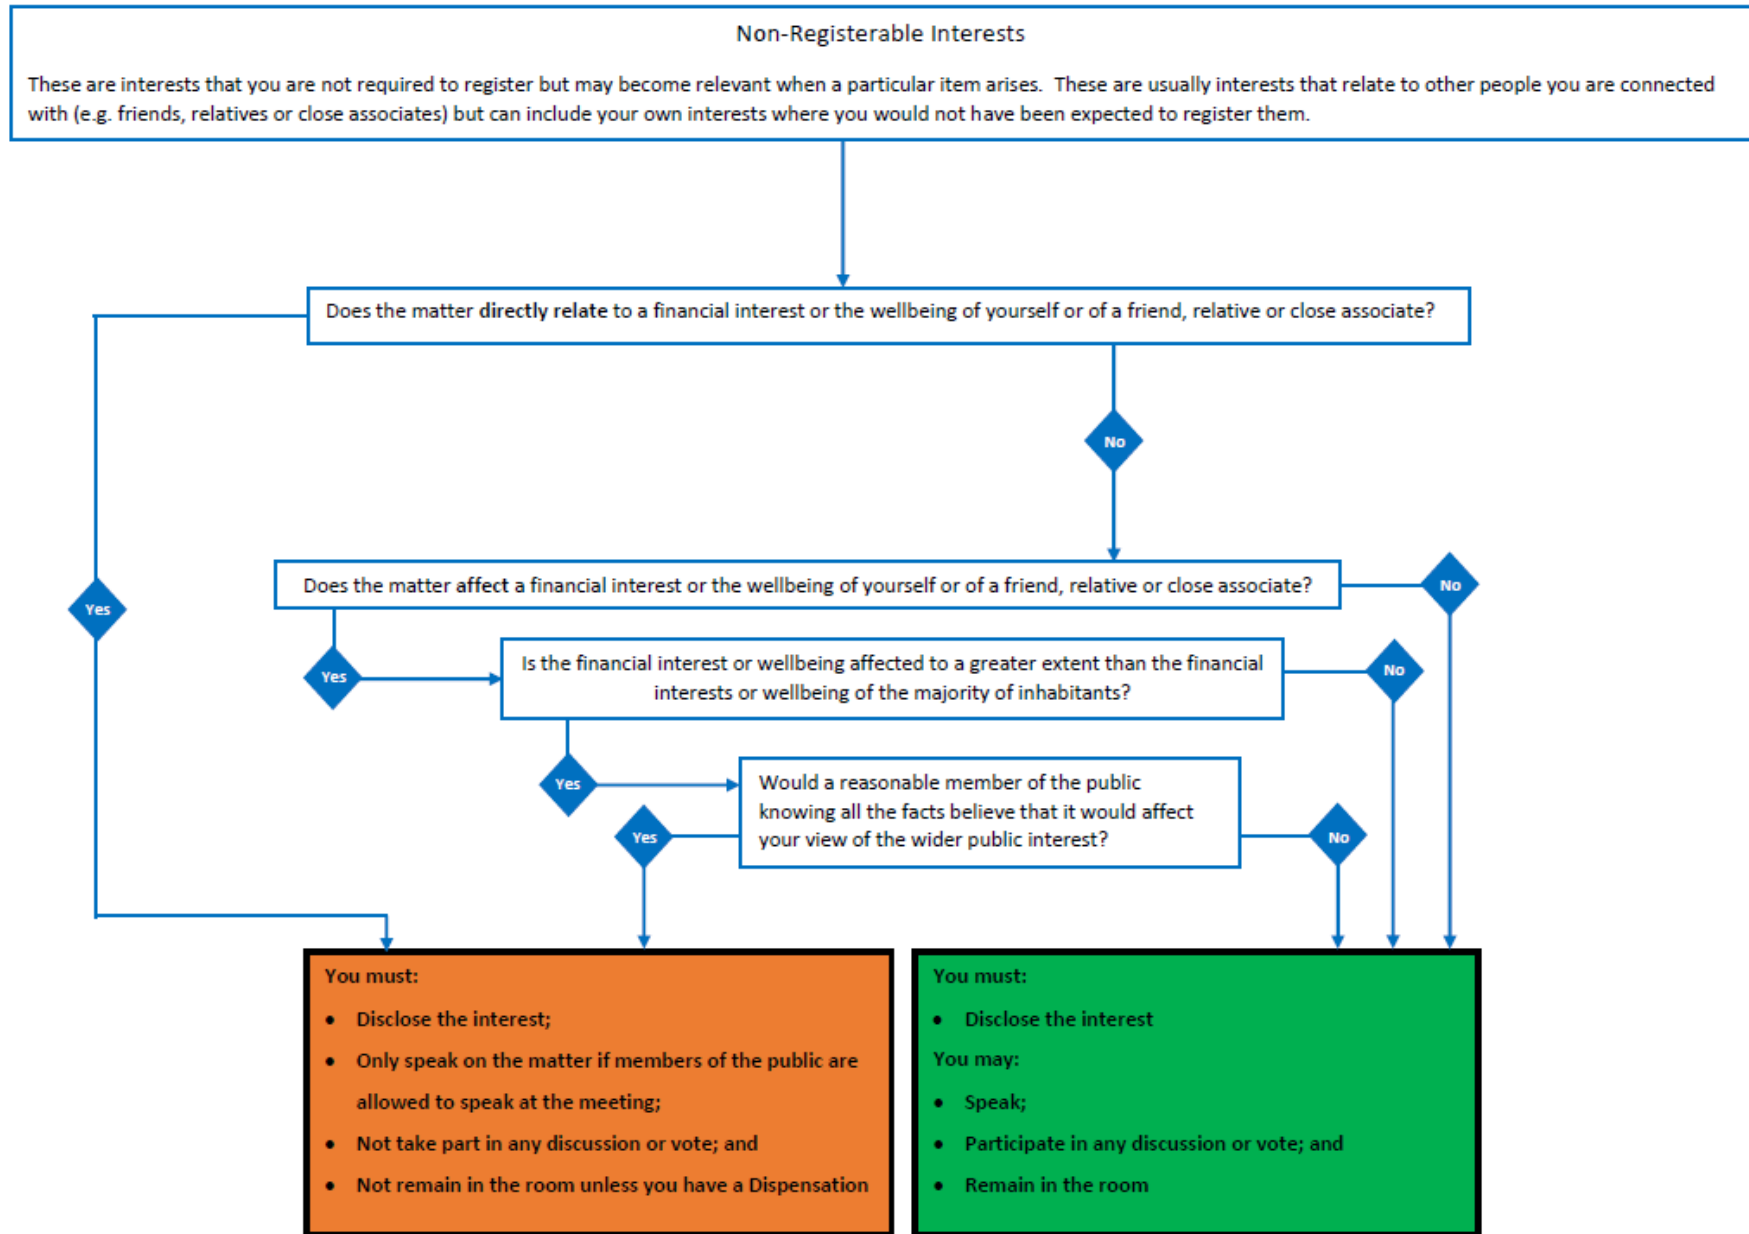 Non-Registerable Interests
These are interests that you are not required to register but may become relevant when a particular item arises.  These are usually interests that relate to other people you are connected
with (e.g. friends, relatives or close associates) but can include your own interests where you would not have been expected to register them.
Does the matter directly relate to a financial interest or the wellbeing of yourself or of a friend, relative or close associate?
No
Does the matter affect a financial interest or the wellbeing of yourself or of a friend, relative or close associate?
No
Yes
Yes
Is the financial interest or wellbeing affected to a greater extent than the financial
interests or wellbeing of the majority of inhabitants?
No
Yes
Would a reasonable member of the public
knowing all the facts believe that it would affect
your view of the wider public interest?
Yes
No
You must:
• Disclose the interest;
• Only speak on the matter if members of the public are
allowed to speak at the meeting;
• Not take part in any discussion or vote; and
• Not remain in the room unless you have a Dispensation
You must:
• Disclose the interest
You may:
• Speak;
• Participate in any discussion or vote; and
• Remain in the room